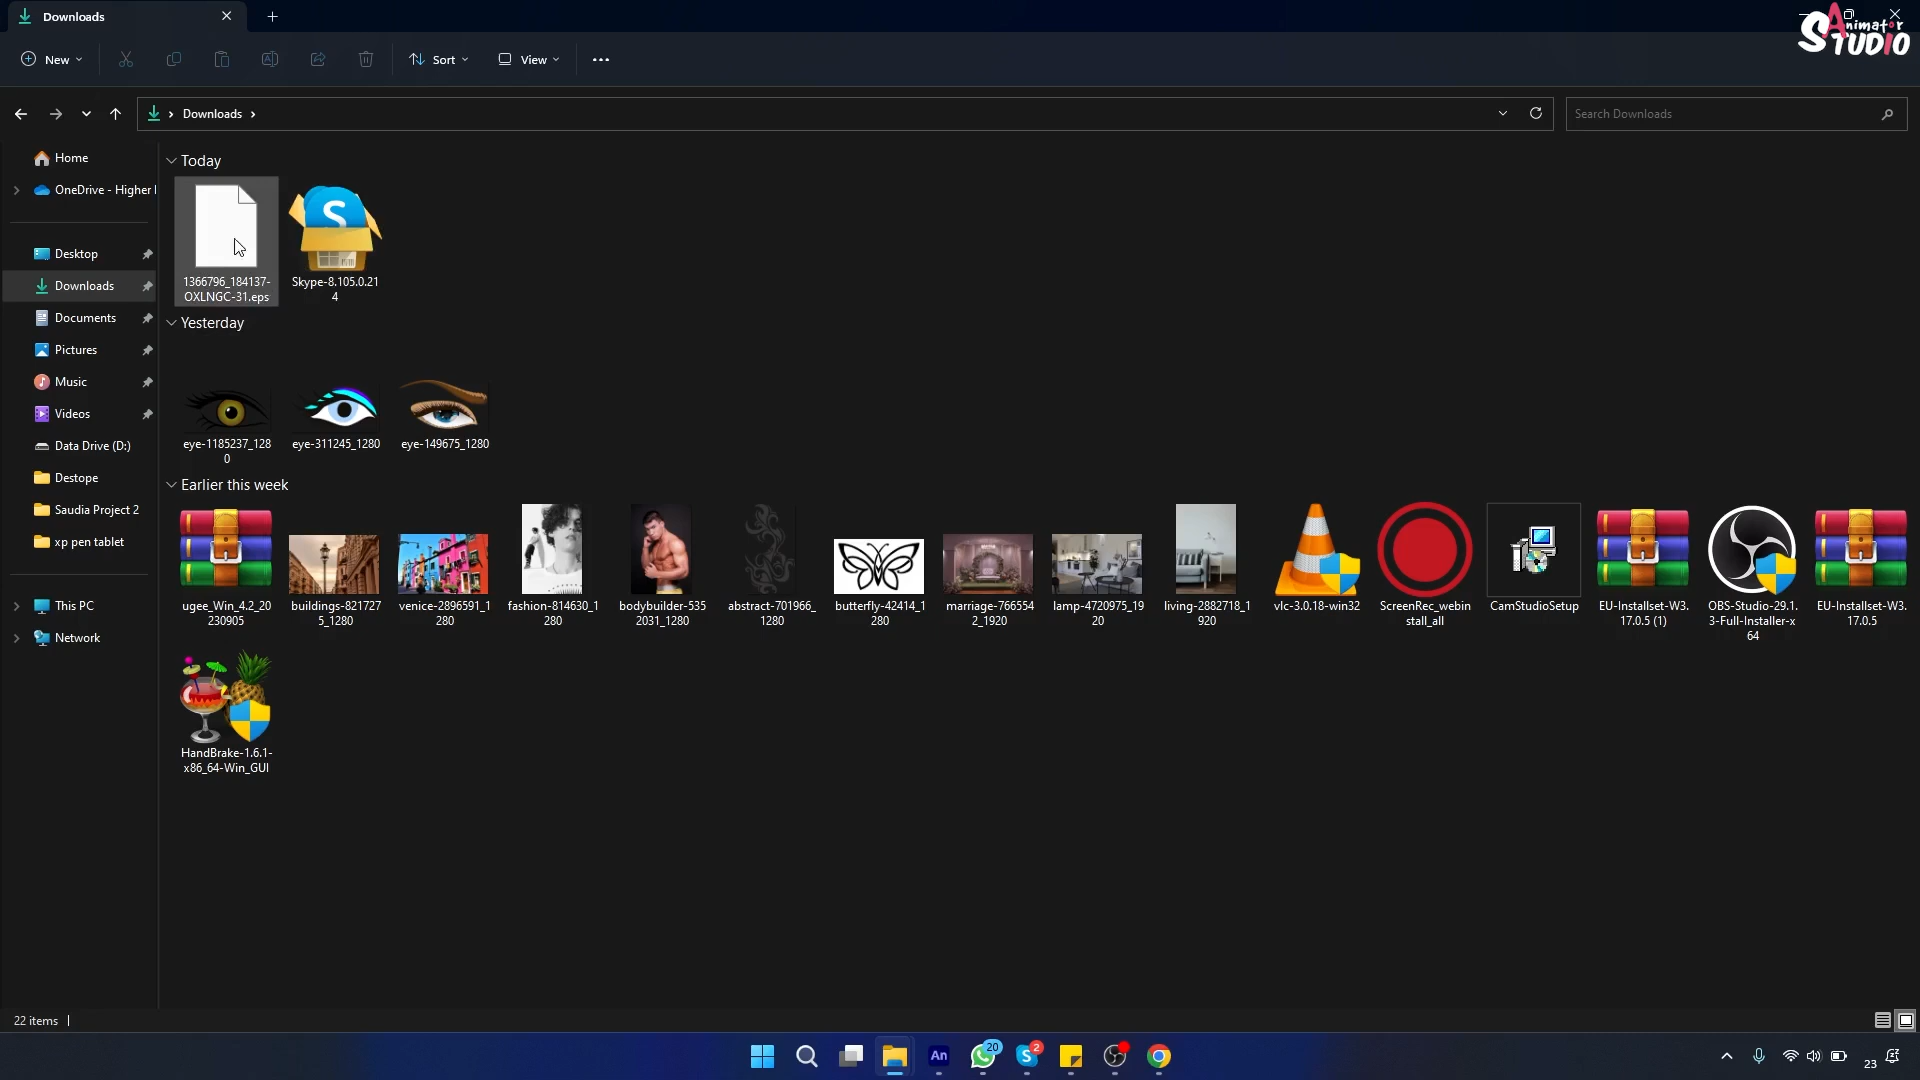 Downloads
Animator
STUDIO
New
Sort
View
Downloads
Search Downloads
Home
OneDrive - Higher
Desktop
Downloads
Documents
Pictures
Music
Videos
Data Drive (D:)
Destope
Saudia Project 2
xp pen tablet
This PC
Network
Today
1366796_184137-
OXLNGC-31.eps
Skype-8.105.0.21
4
Yesterday
eye-1185237_128
0
eye-311245_1280
eye-149675_1280
Earlier this week
ugee_Win_4.2_20
230905
buildings-821727
5_1280
venice-2896591_1
280
fashion-814630_1
280
bodybuilder-535
2031_1280
abstract-701966_
1280
butterfly-42414_1
280
marriage-766554
2_1920
lamp-4720975_19
20
living-2882718_1
920
vlc-3.0.18-win32
ScreenRec_webin
stall_all
CamStudioSetup
EU-Installset-W3.
17.0.5 (1)
OBS-Studio-29.1.
3-Full-Installer-x
64
EU-Installset-W3.
17.0.5
HandBrake-1.6.1-
x86_64-Win_GUI
22 items
An
20
S
2
23